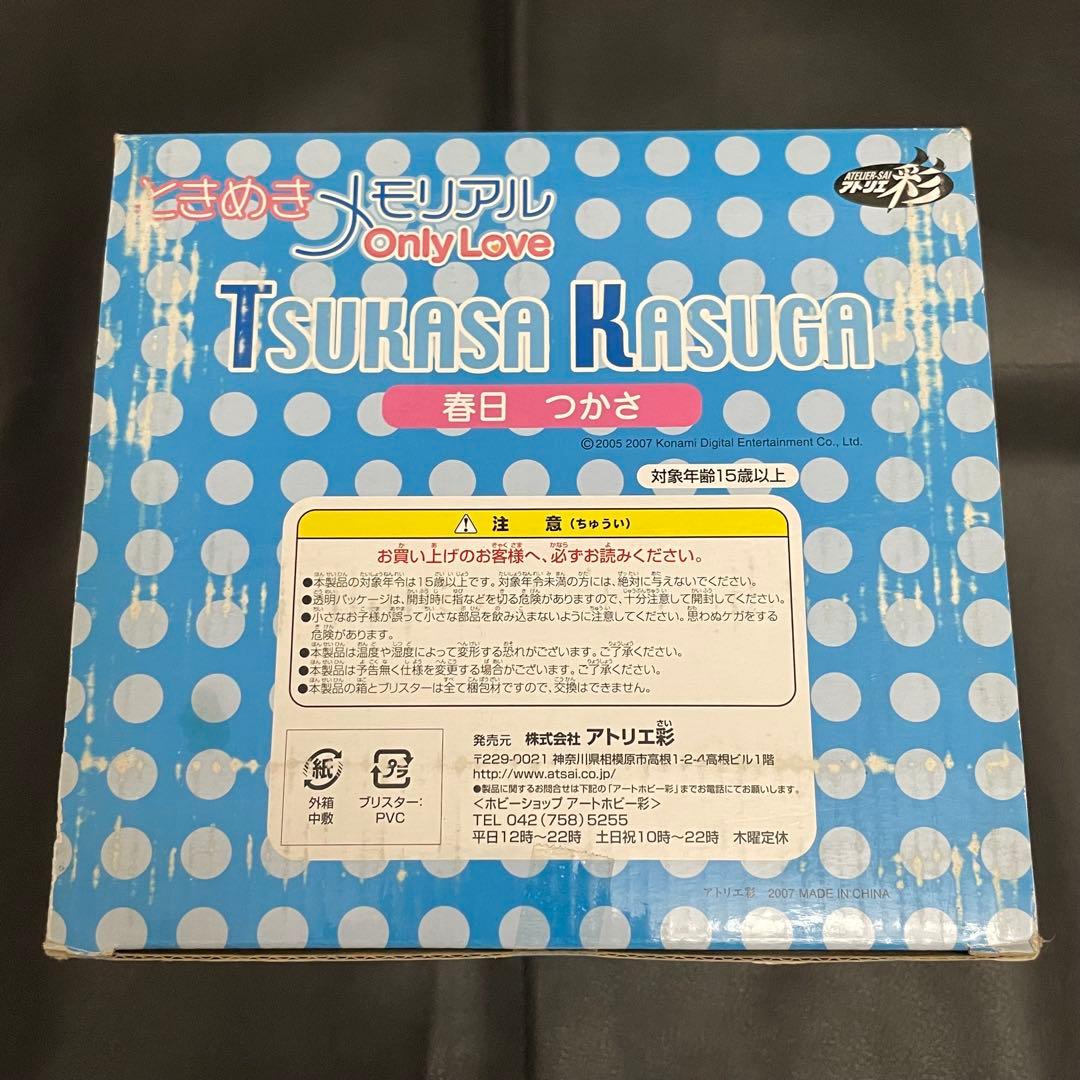 ときめきメモリアル
Only Love
ATELIER-SAI
アトリエ彩
TSUKASA KASUGA
春日 つかさ
©2005 2007 Konami Digital Entertainment Co., Ltd.
対象年齢15歳以上
注 意(ちゅうい)
お買い上げのお客様へ、必ずお読みください。
●本製品の対象年令は15歳以上です。対象年令未満の方には、絶対に与えないでください。
●透明パッケージは、開封時に指などを切る危険がありますので、十分注意して開封してください。
●小さなお子様が誤って小さな部品を飲み込まないように注意してください。思わぬケガをする
危険があります。
●本製品は温度や湿度によって変形する恐れがございます。ご了承ください。
●本製品は予告無く仕様を変更する場合がございます。ご了承ください。
●本製品の箱とブリスターは全て梱包材ですので、交換はできません。
紙
外箱
中敷
プラ
ブリスター:
PVC
発売元 株式会社 アトリエ彩
〒229-0021 神奈川県相模原市高根1-2-4高根ビル1階
http://www.atsai.co.jp/
●製品に関するお問合せは下記の「アートホビー彩」までお電話にてお願いします。
<ホビーショップ アートホビー彩>
TEL 042(758)5255
平日12時~22時 土日祝10時~22時 木曜定休
アトリエ彩 2007 MADE IN CHINA